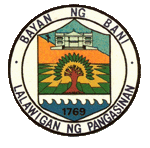 BAYAN NG BANI
1769
LALAWIGAN NG PANGASINAN